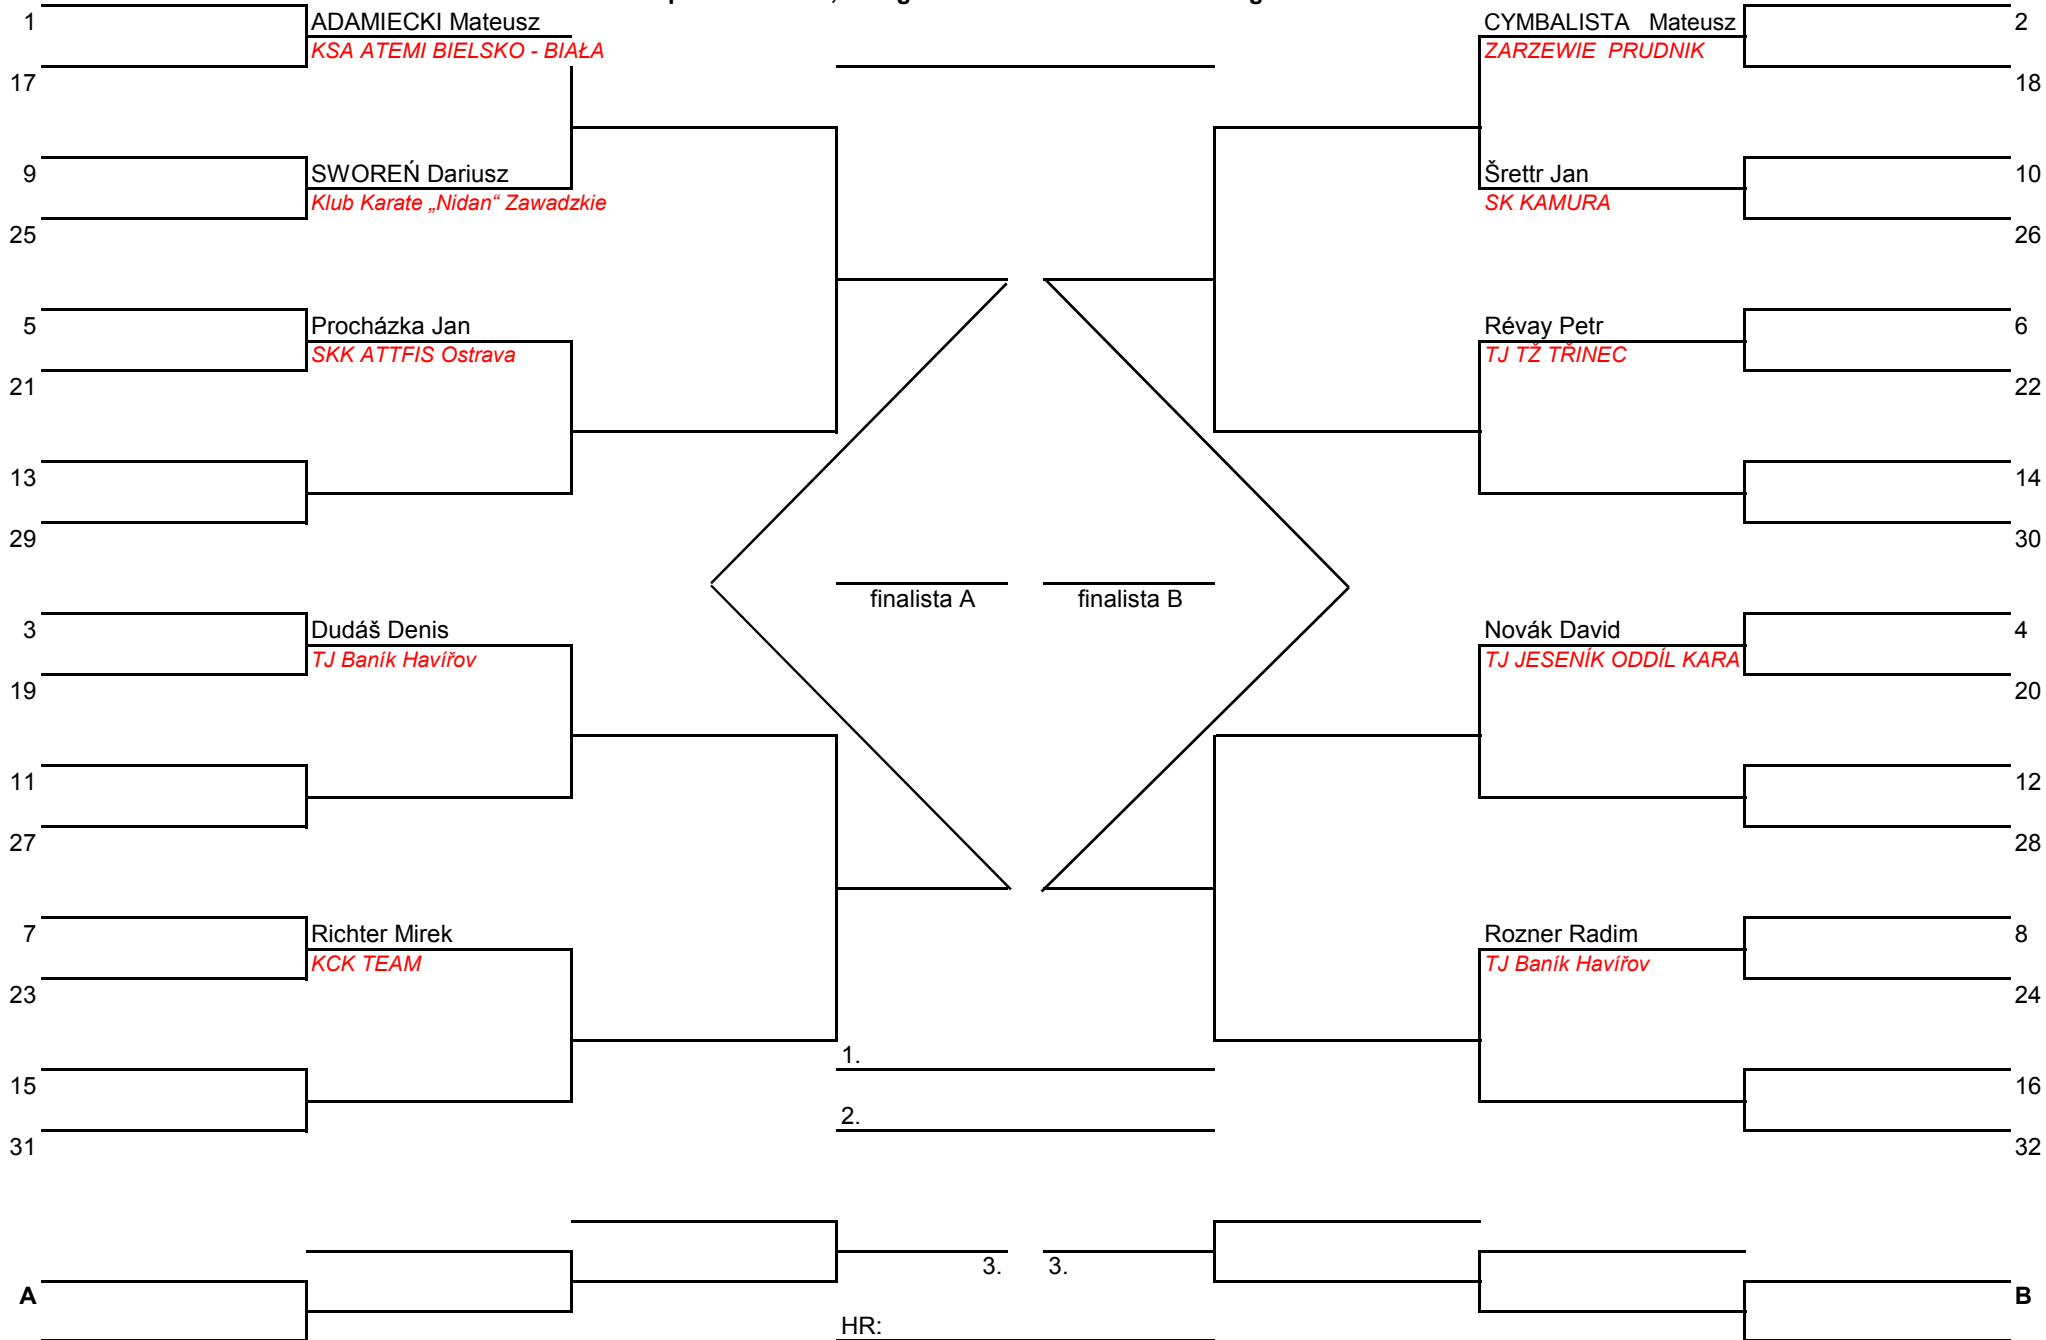 1 ADAMIECKI Mateusz CYMBALISTA Mateusz 2
KSA ATEMI BIELSKO - BIAŁA ZARZEWIE PRUDNIK
17 18
9 SWOREŃ Dariusz Šrettr Jan 10
Klub Karate „Nidan“ Zawadzkie SK KAMURA
25 26
5 Procházka Jan Révay Petr 6
SKK ATTFIS Ostrava TJ TŽ TŘINEC
21 22
13 14
29 30
finalista A finalista B
3 Dudáš Denis Novák David 4
TJ Baník Havířov TJ JESENÍK ODDÍL KARA
19 20
11 12
27 28
7 Richter Mirek Rozner Radim 8
KCK TEAM TJ Baník Havířov
23 24
1.
15 16
2.
31 32
3. 3.
A B
HR: